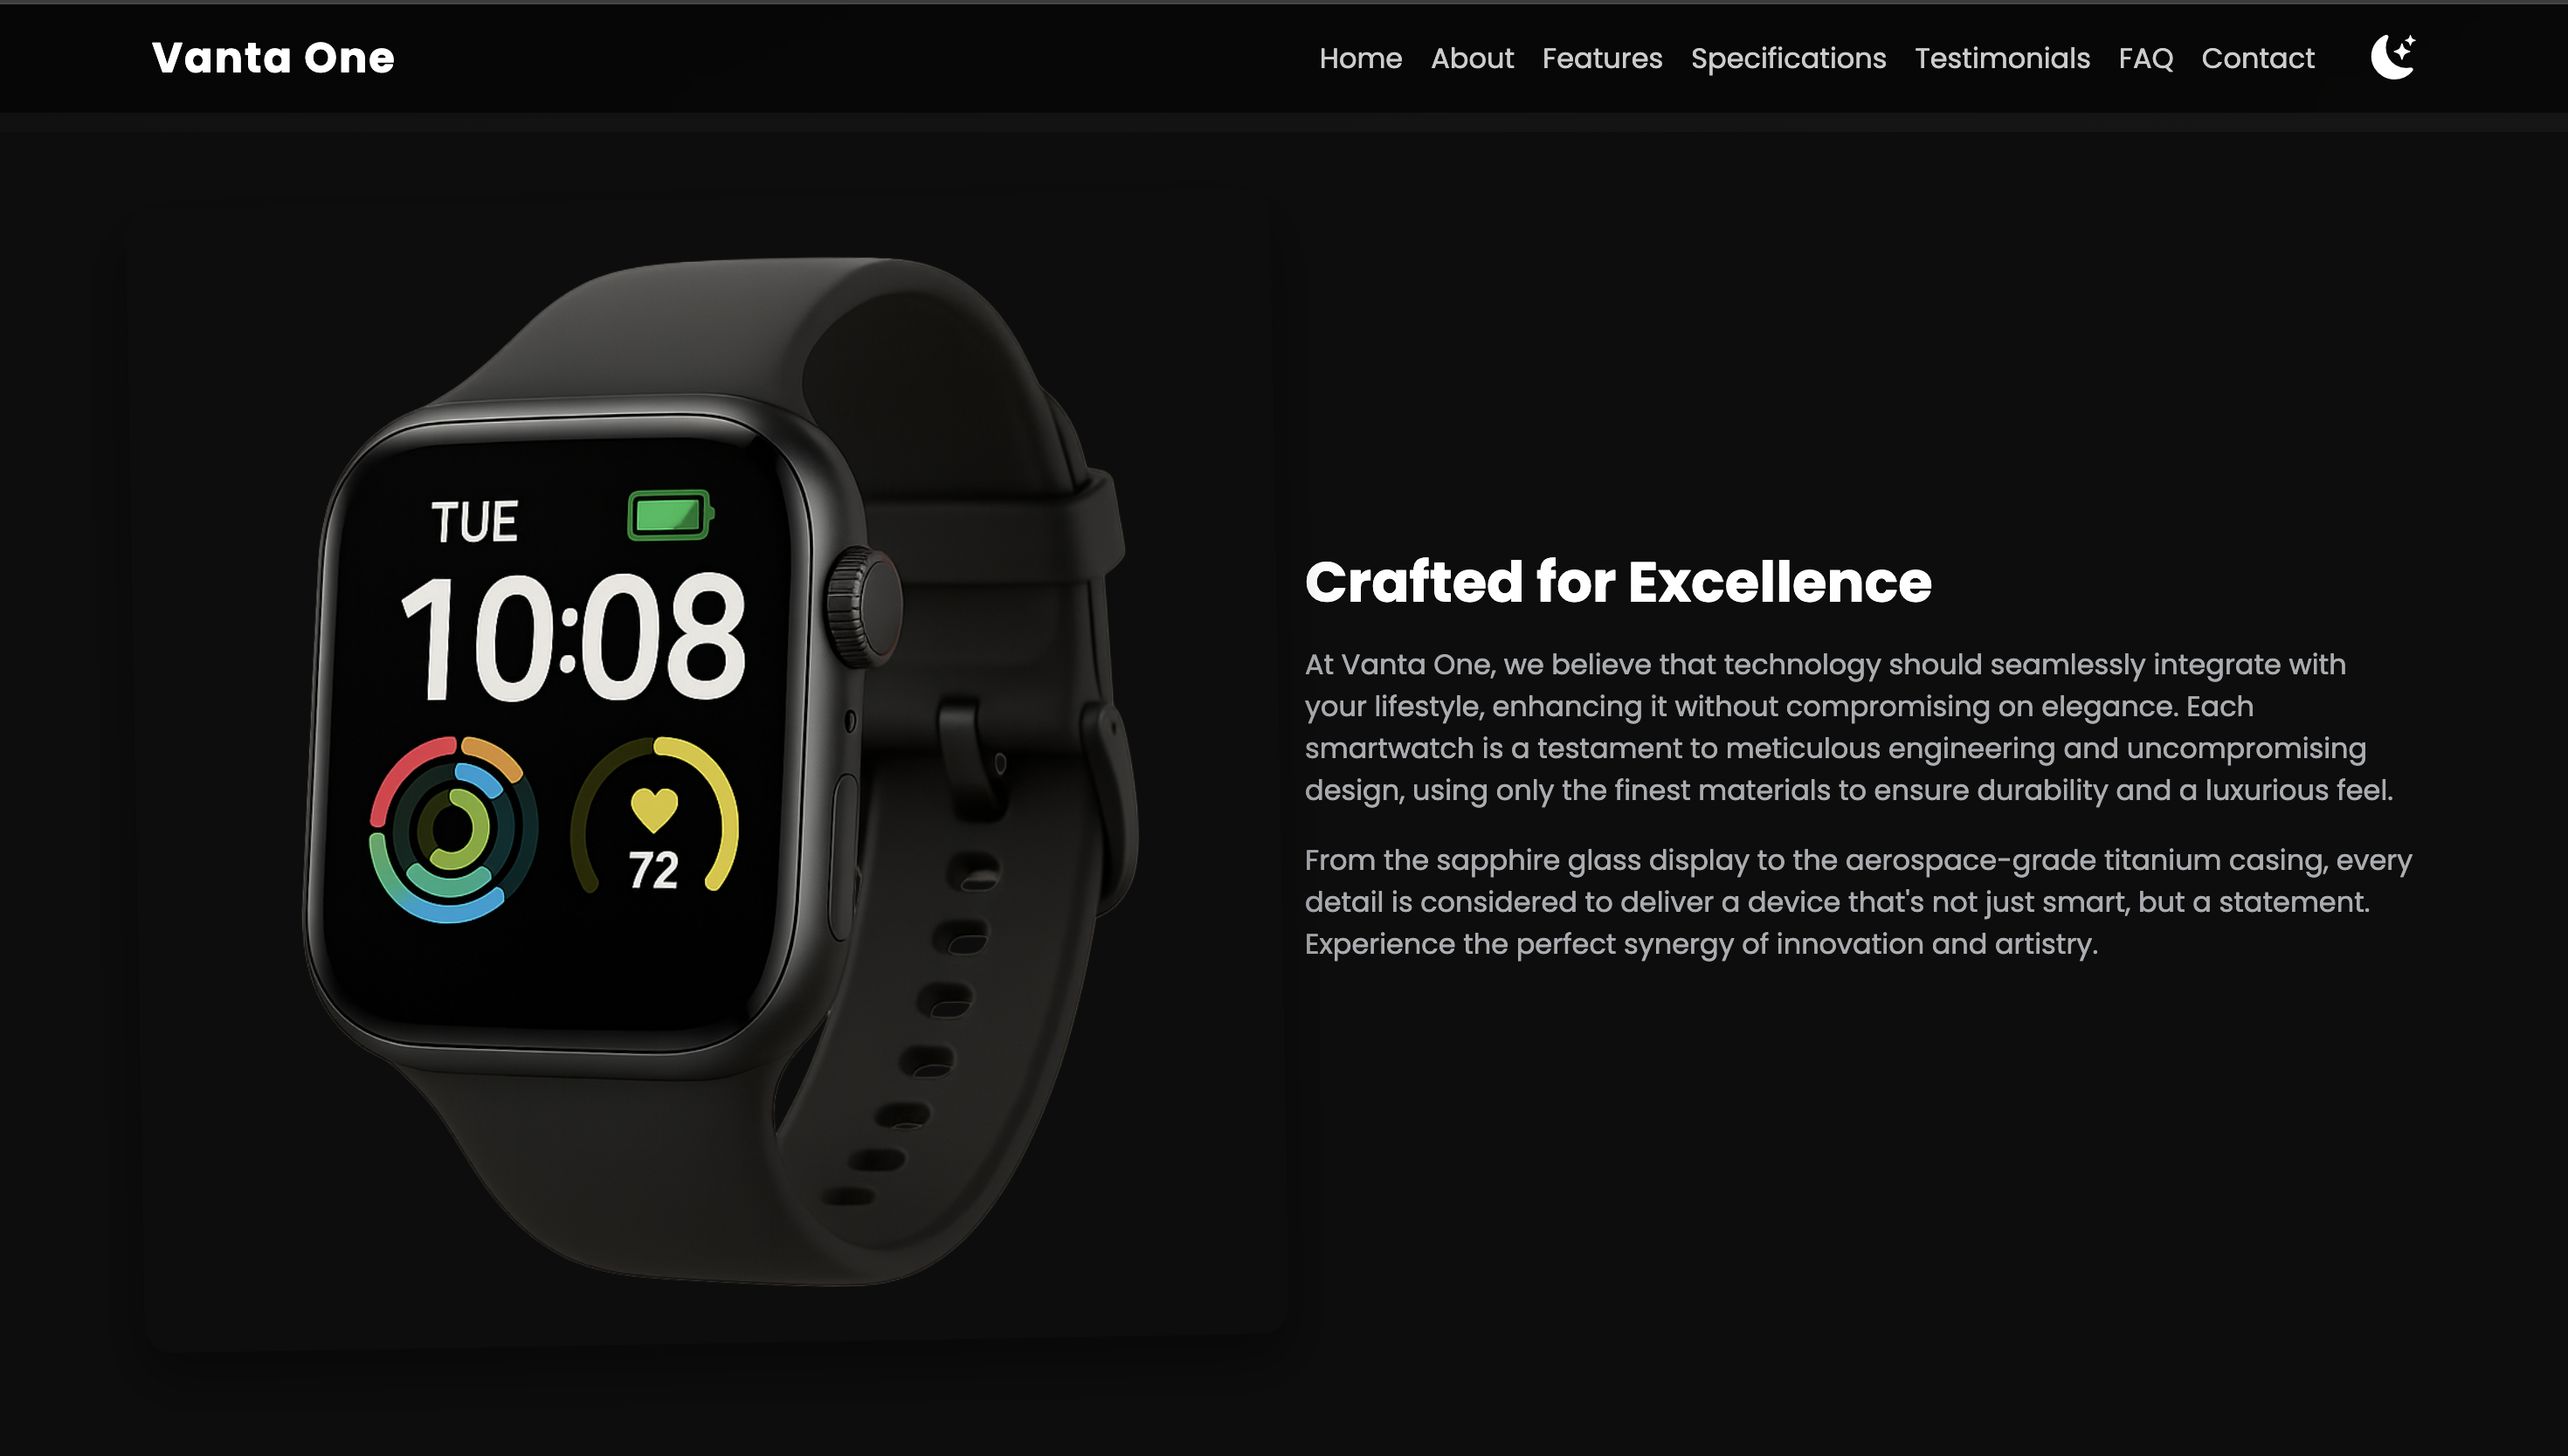 Vanta One
Home About Features Specifications Testimonials FAQ Contact
TUE
10:08
72
Crafted for Excellence
At Vanta One, we believe that technology should seamlessly integrate with
your lifestyle, enhancing it without compromising on elegance. Each
smartwatch is a testament to meticulous engineering and uncompromising
design, using only the finest materials to ensure durability and a luxurious feel.
From the sapphire glass display to the aerospace-grade titanium casing, every
detail is considered to deliver a device that's not just smart, but a statement.
Experience the perfect synergy of innovation and artistry.